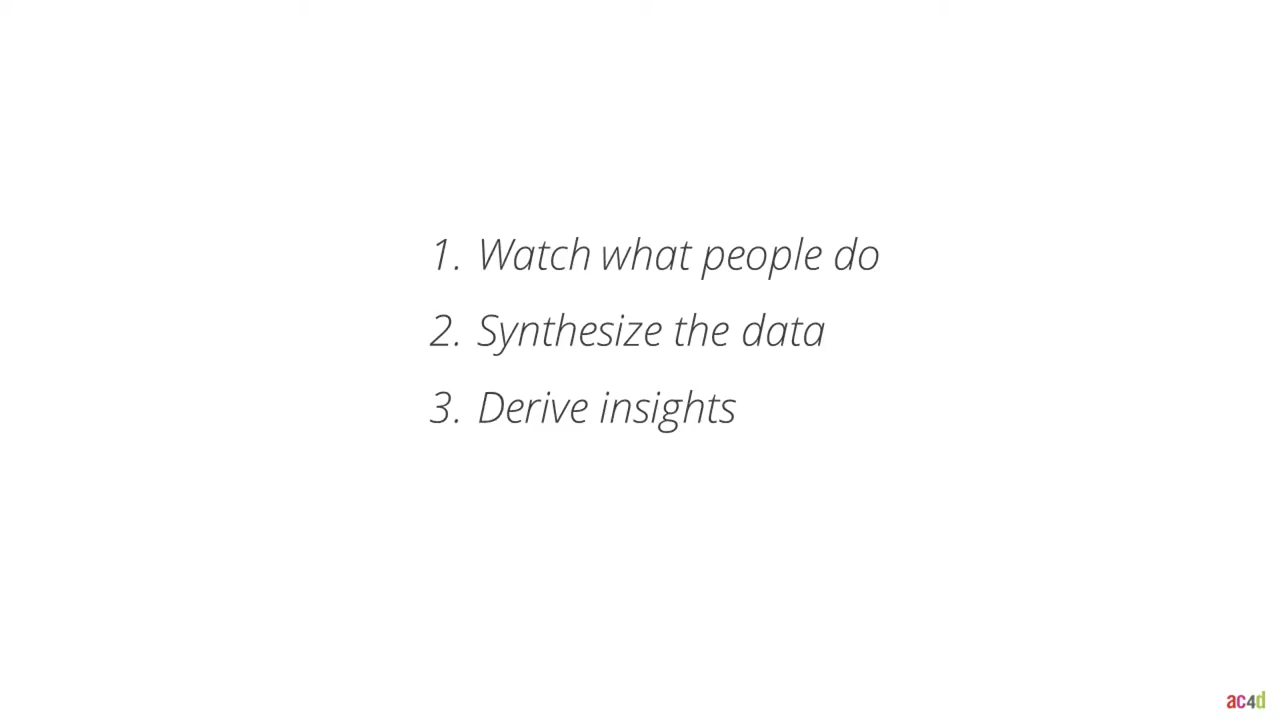 1. Watch what people do
2. Synthesize the data
3. Derive insights
ac4d